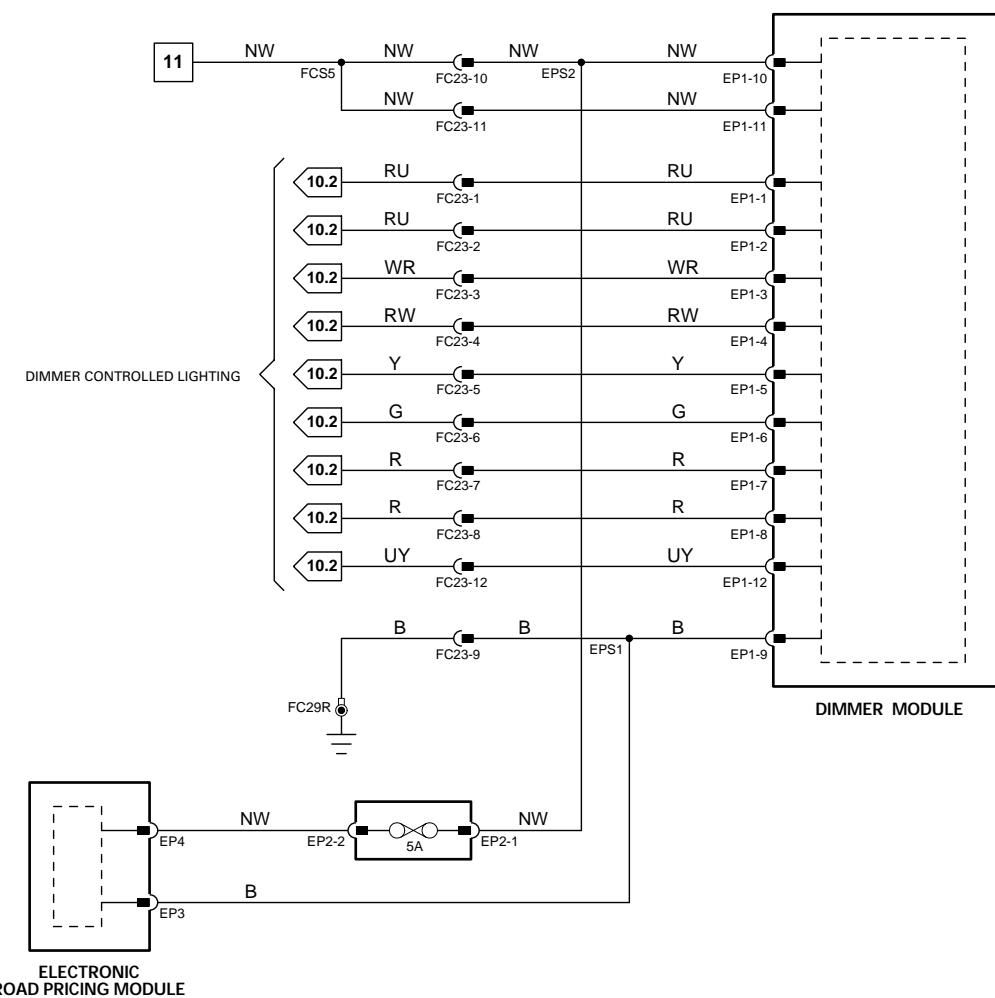 NW NW NW NW
11
FCS5 FC23-10 EPS2 EP1-10
NW NW
FC23-11 EP1-11
RU RU
10.2
FC23-1 EP1-1
RU RU
10.2
FC23-2 EP1-2
WR WR
10.2
FC23-3 EP1-3
RW RW
10.2
FC23-4 EP1-4
Y Y
DIMMER CONTROLLED LIGHTING 10.2
FC23-5 EP1-5
G G
10.2
FC23-6 EP1-6
R R
10.2
FC23-7 EP1-7
R R
10.2
FC23-8 EP1-8
UY UY
10.2
FC23-12 EP1-12
B B B
FC23-9 EPS1 EP1-9
FC29R
DIMMER MODULE
NW NW
EP4 EP2-2 5A EP2-1
B
EP3
ELECTRONIC
ROAD PRICING MODULE